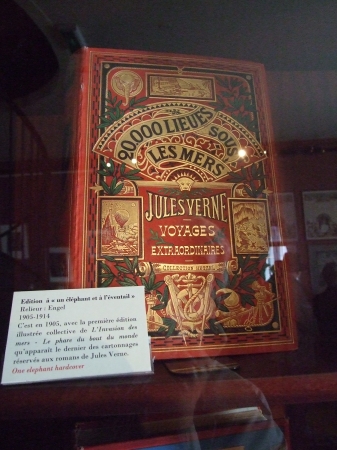 20.000 LIEUES SOUS
LES MERS
JULES VERNE
VOYAGES
EXTRAORDINAIRES
COLLECTION HETZEL
Edition à « un éléphant et à l'éventail »
Relieur : Engel
1905-1914
C'est en 1905, avec la première édition
illustrée collective de L'Invasion des
mers - Le phare du bout du monde
qu'apparaît le dernier des cartonnages
réservés aux romans de Jules Verne.
One elephant hardcover